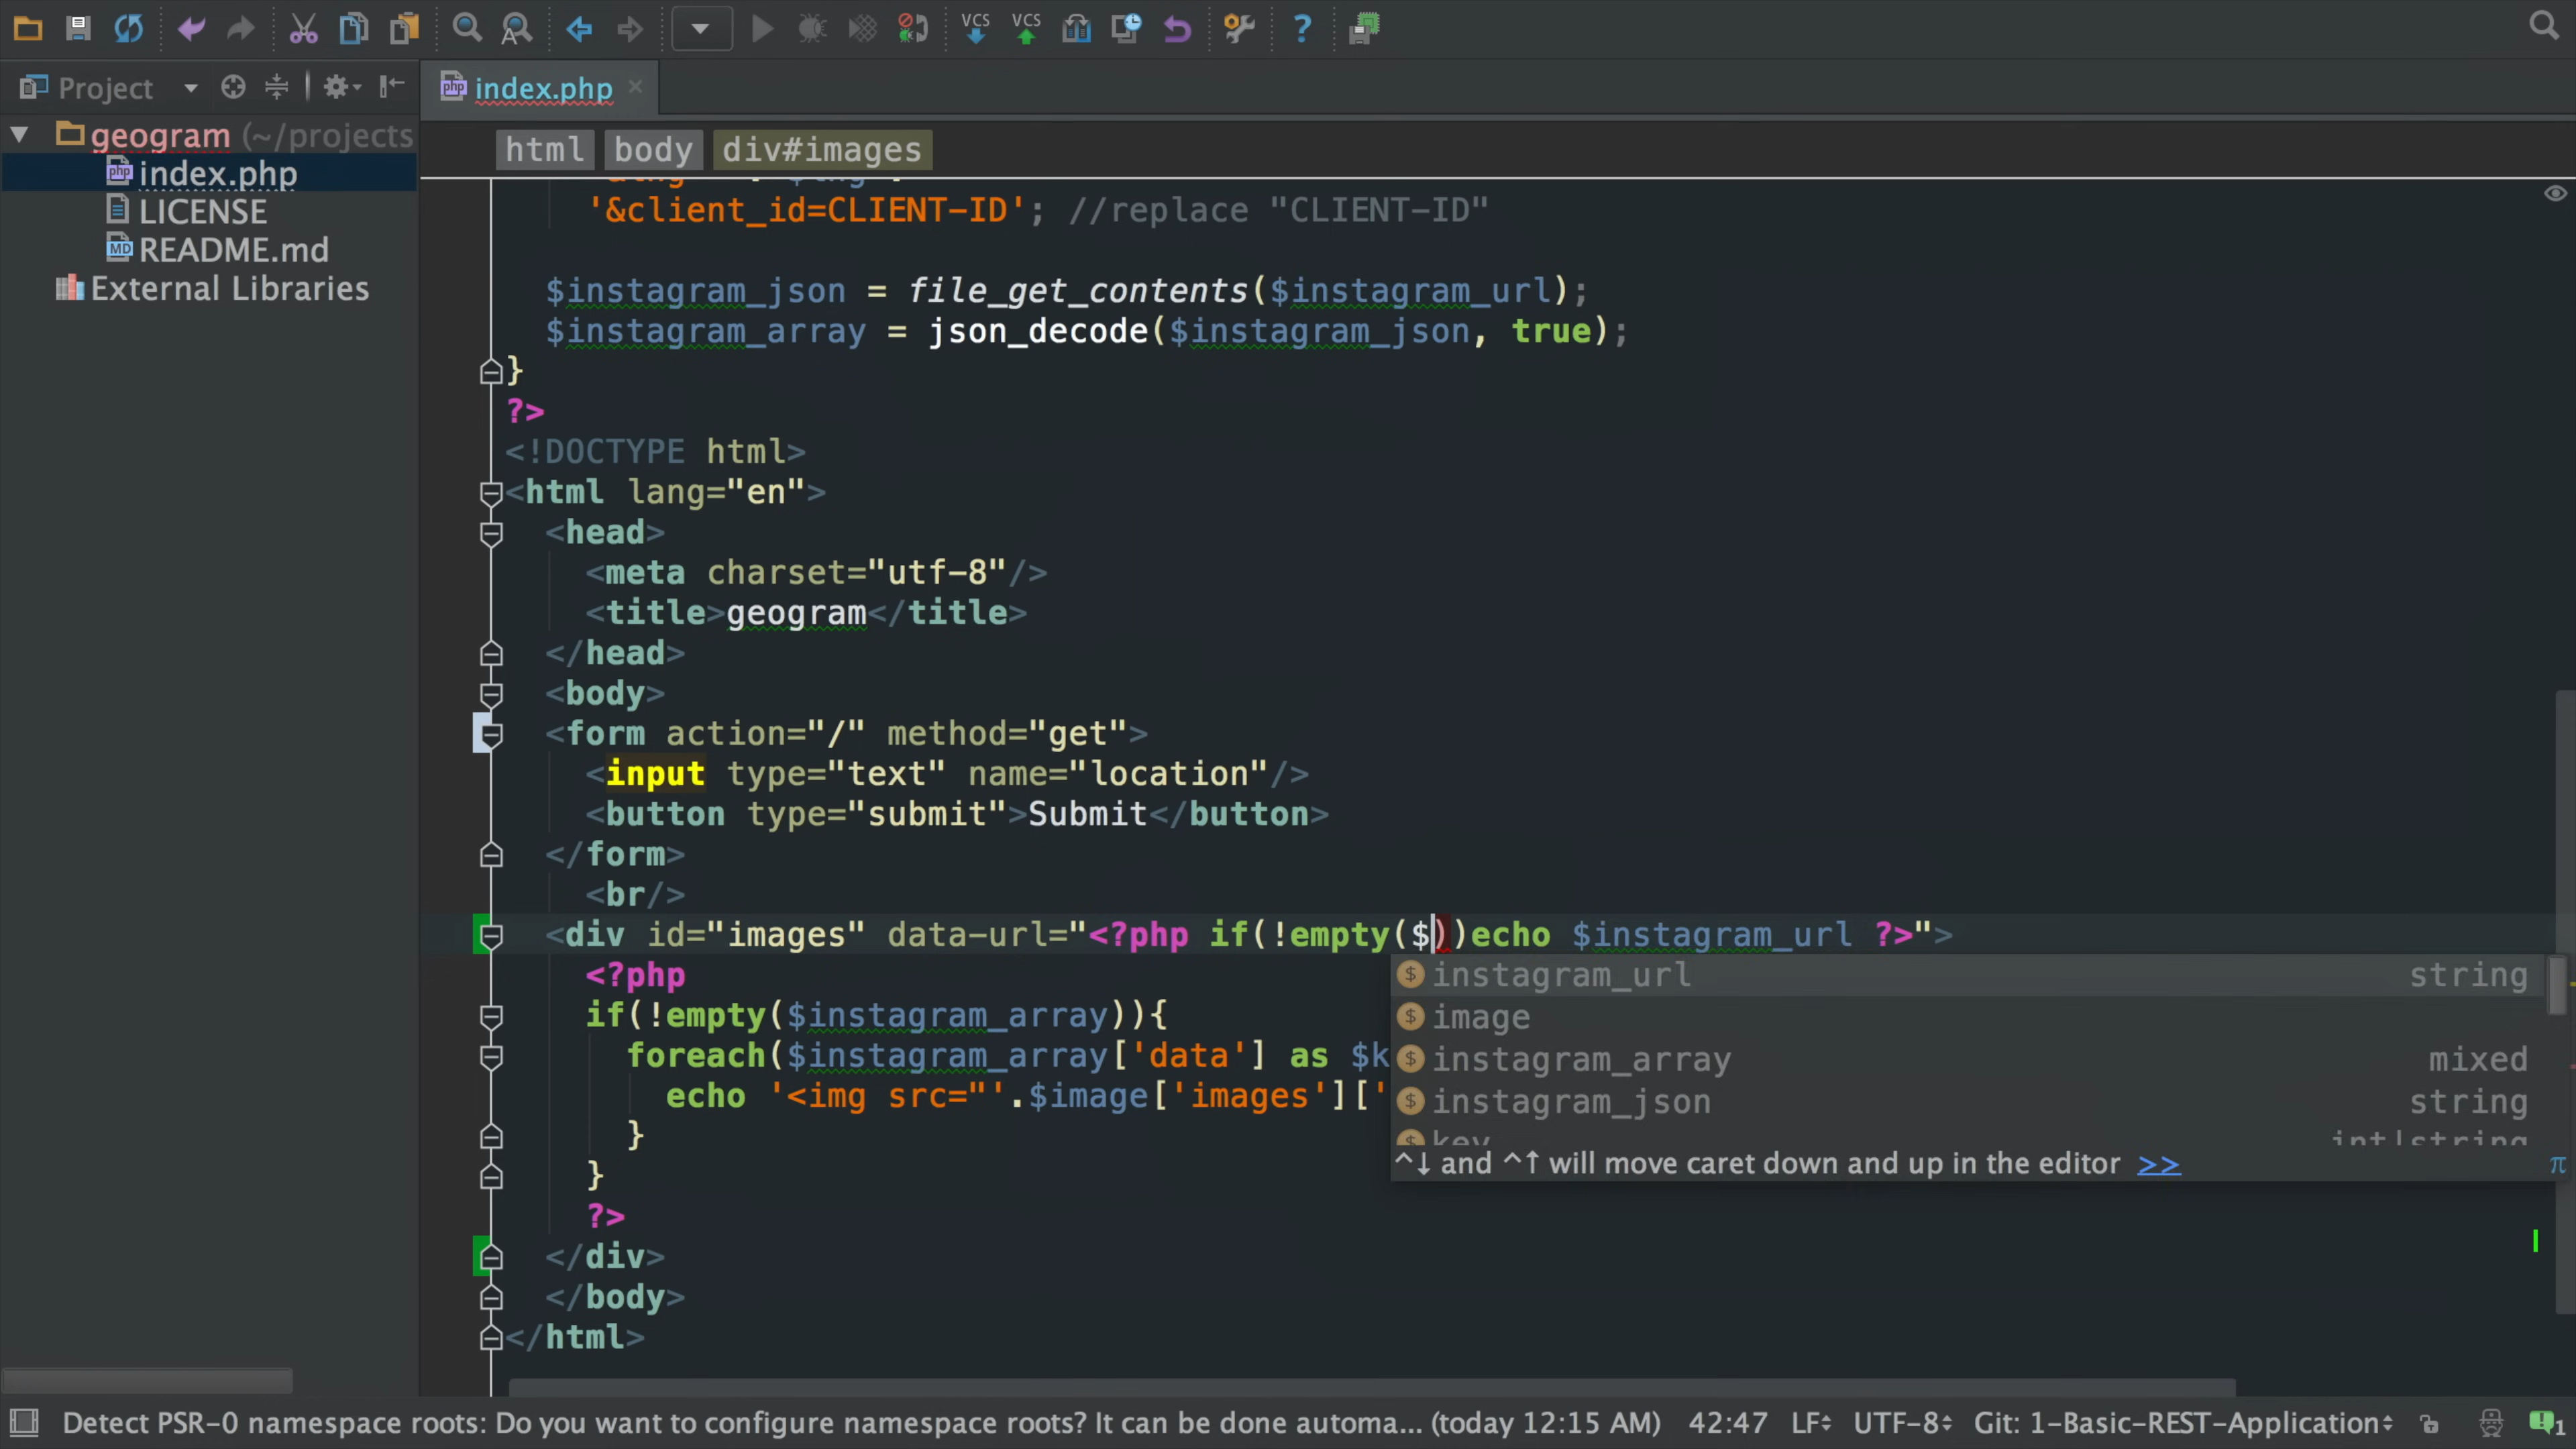 VCS VCS
Project
index.php
geogram (~/projects
index.php
LICENSE
README.md
External Libraries
html body div#images
'&client_id=CLIENT-ID'; //replace "CLIENT-ID"
$instagram_json = file_get_contents($instagram_url);
$instagram_array = json_decode($instagram_json, true);
}
?>
<!DOCTYPE html>
<html lang="en">
<head>
<meta charset="utf-8"/>
<title>geogram</title>
</head>
<body>
<form action="/" method="get">
<input type="text" name="location"/>
<button type="submit">Submit</button>
</form>
<br/>
<div id="images" data-url="<?php if(!empty($))echo $instagram_url ?>">
<?php
if(!empty($instagram_array)){
foreach($instagram_array['data'] as $k
echo '<img src="'.$image['images']['
}
}
?>
</div>
</body>
</html>
instagram_url string
image
instagram_array mixed
instagram_json string
key int|string
^↓ and ^↑ will move caret down and up in the editor >> π
Detect PSR-0 namespace roots: Do you want to configure namespace roots? It can be done automa... (today 12:15 AM) 42:47 LF UTF-8 Git: 1-Basic-REST-Application 1